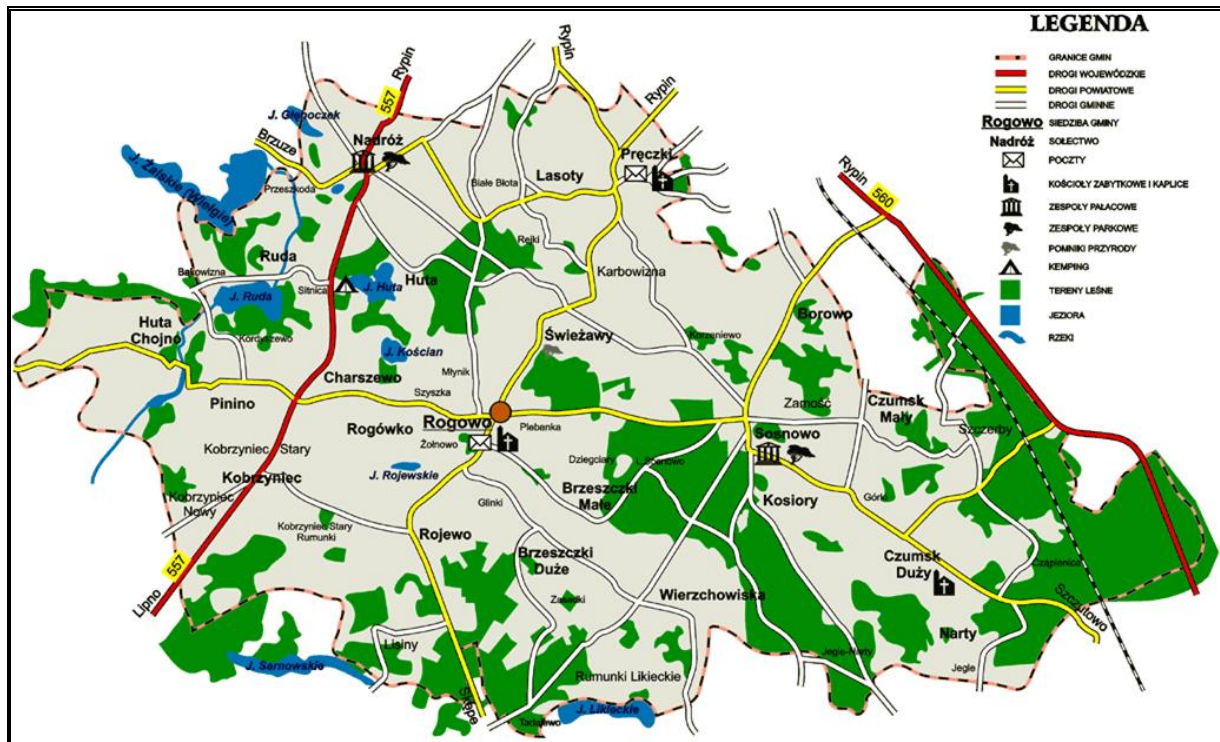 LEGENDA
GRANICE GMIN
DROGI WOJEWÓDZKIE
DROGI POWIATOWE
DROGI GMINNE
Rogowo SIEDZIBA GMINY
Nadróż SOŁECTWO
POCZTY
KOŚCIOŁY ZABYTKOWE I KAPLICE
ZESPOŁY PAŁACOWE
ZESPOŁY PARKOWE
POMNIKI PRZYRODY
KEMPING
TERENY LEŚNE
JEZIORA
RZEKI
Rypin
557
Rypin
Rypin
Rypin
560
J. Głęboczek
Brzuze
Nadróż
J. Żalskie (Wielgie)
Przeszkoda
Białe Błota
Lasoty
Pręczki
Ruda
Bakowizna
Sitnica
J. Ruda
J. Huta
Huta
Rejki
Karbowizna
Huta
Chojno
Kordyszewo
J. Kościan
Młynik
Świeżawy
Korzeniewo
Borowo
Charszewo
Szyszka
Pinino
Rogówko
Rogowo
Żołnowo
Plebanka
Zamość
Czumsk
Mały
Szczerby
Sosnowo
Kobrzyniec Stary
Kobrzyniec
Kobrzyniec
Nowy
J. Rojewskie
Dziegciary
Glinki
Brzeszczki
Małe
Kosiory
Górki
Kobrzyniec Stary
Rumunki
Rojewo
Brzeszczki
Duże
Zasadki
Wierzchowiska
Czumsk
Duży
Czapienica
Szczutowo
557
Lipno
Lisiny
J. Sarnowskie
Skępe
Rumunki Likieckie
J. Likieckie
Jegle-Narty
Narty
Jegle